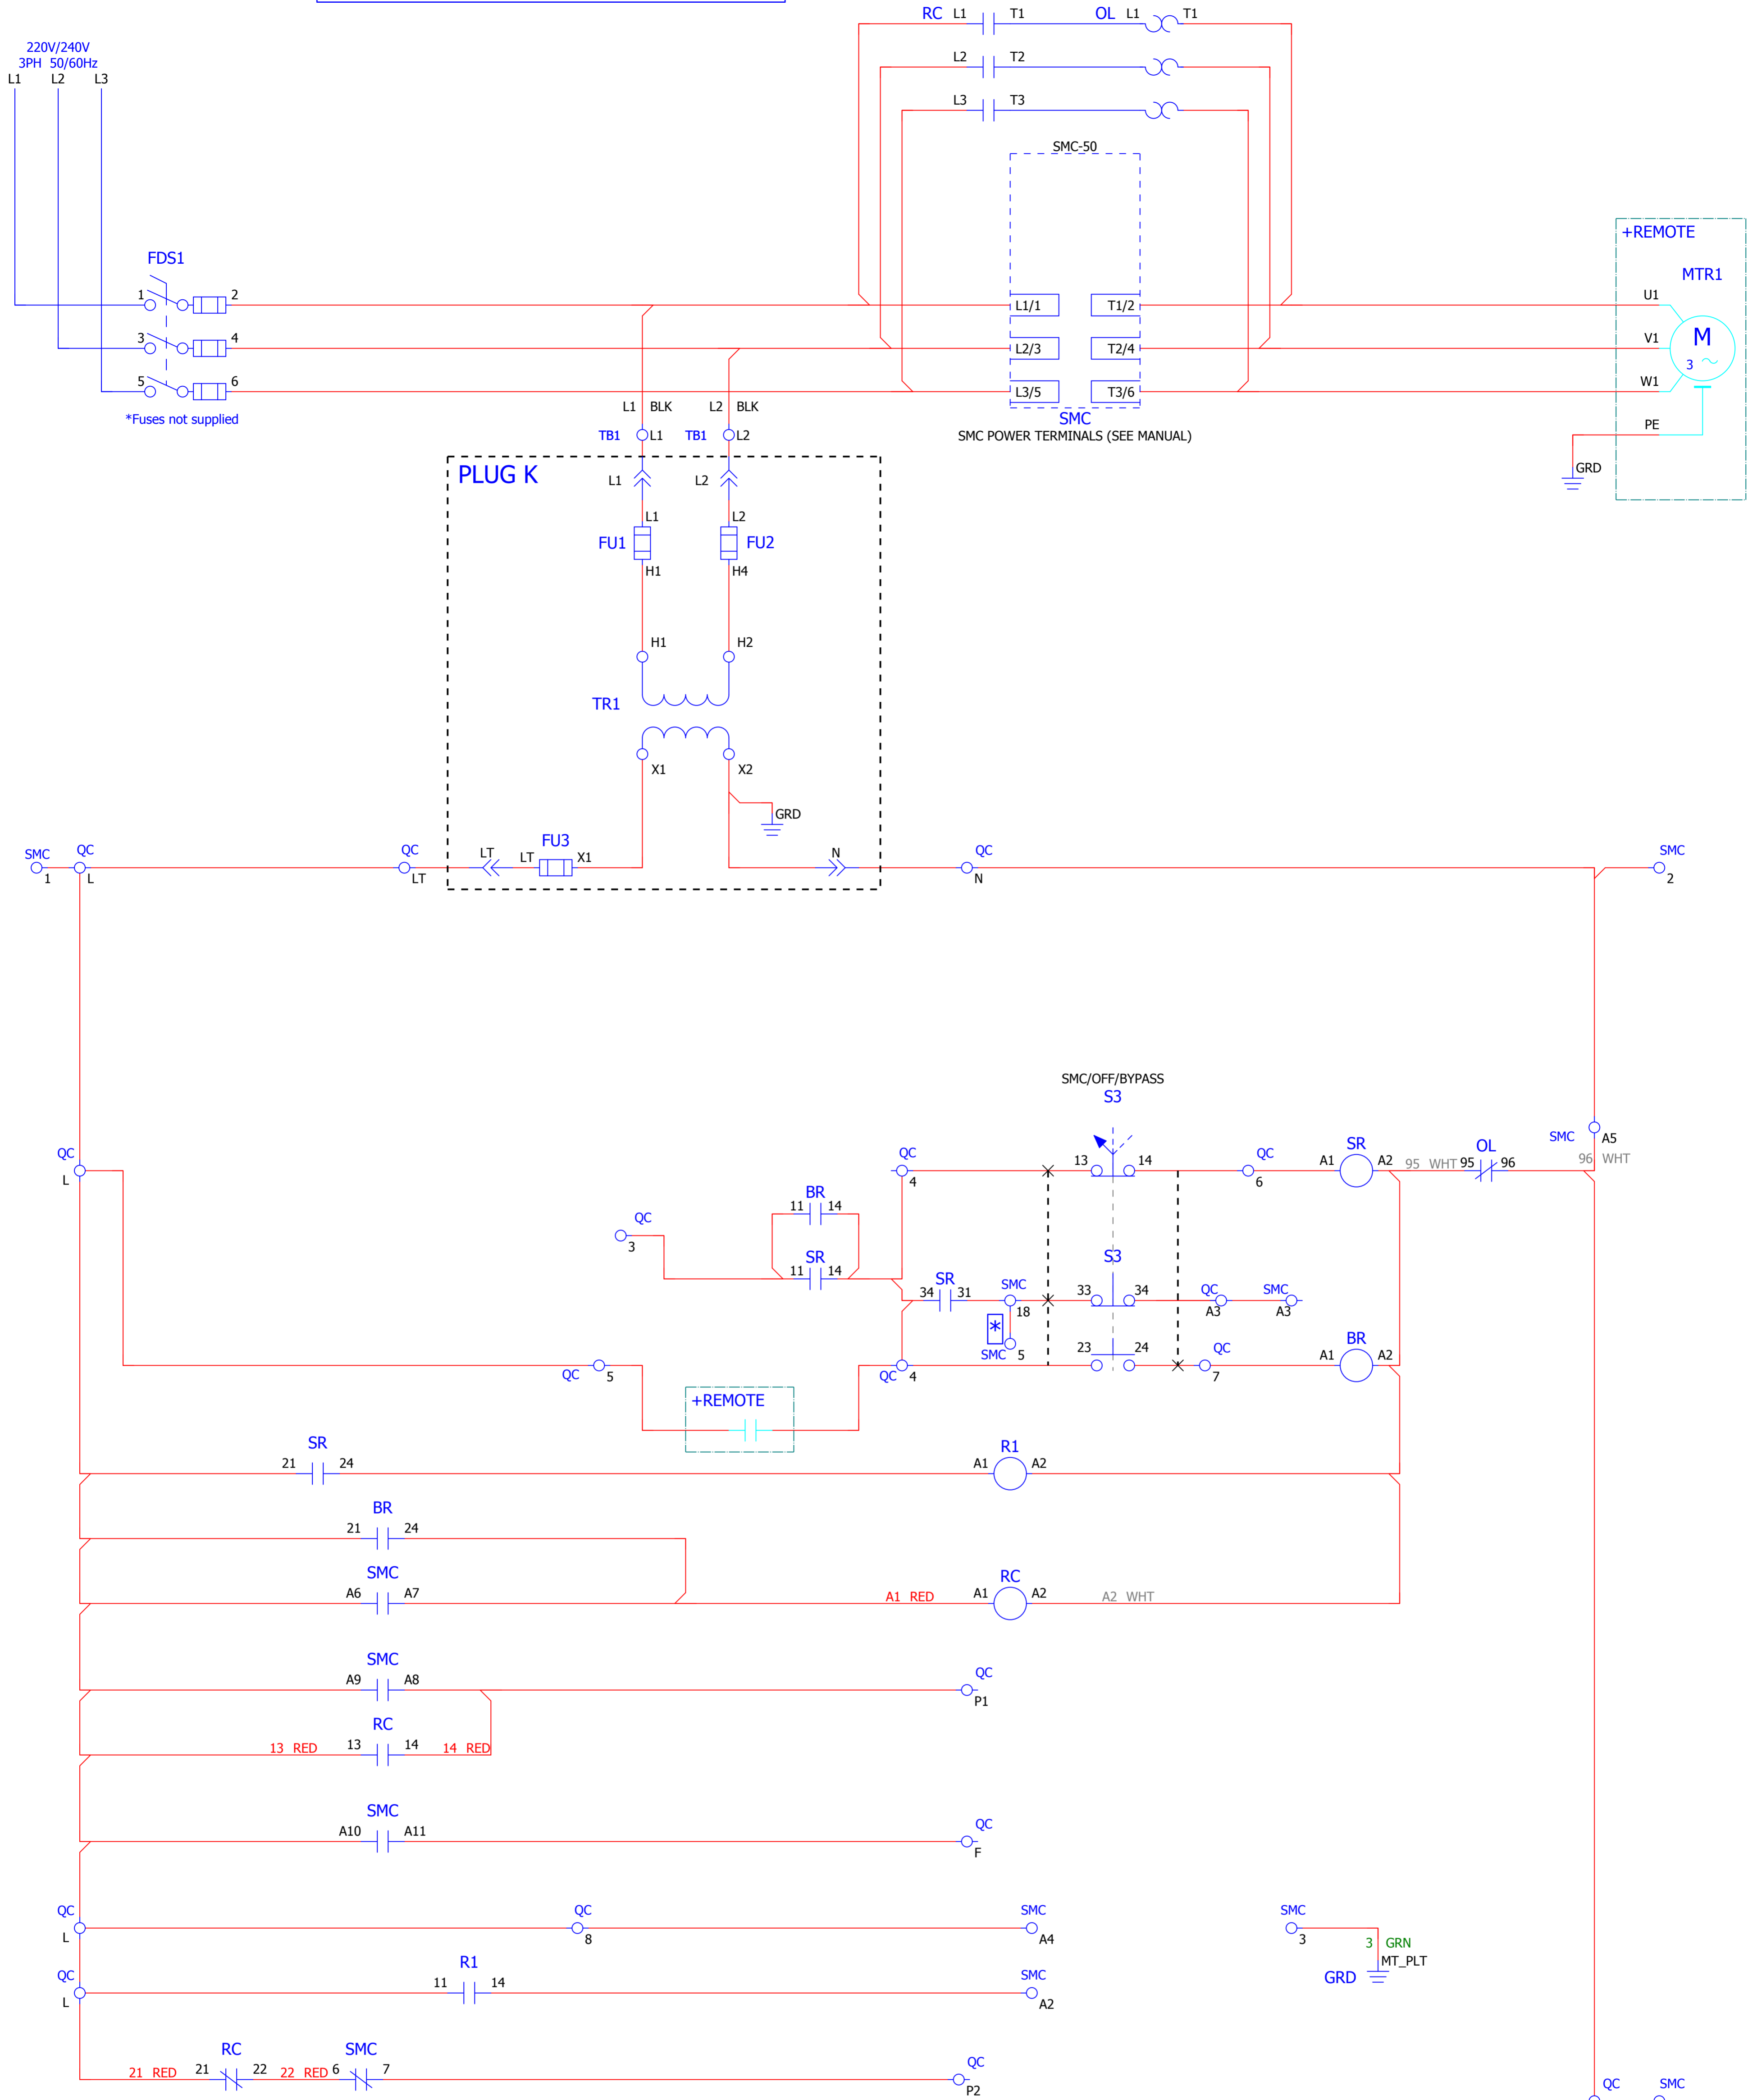 RC L1 T1 OL L1 T1
220V/240V
3PH 50/60Hz
L1 L2 L3
L2 T2
L3 T3
SMC-50
+REMOTE
FDS1
MTR1
1 2 L1/1 T1/2 U1
3 4 L2/3 T2/4 V1
M
3
5 6 L3/5 T3/6 W1
*Fuses not supplied
L1 BLK L2 BLK
SMC
PE
TB1 L1 TB1 L2
SMC POWER TERMINALS (SEE MANUAL)
GRD
PLUG K
L1 L2
L1 L2
FU1 FU2
H1 H4
H1 H2
TR1
X1 X2
GRD
SMC QC QC FU3 QC SMC
LT LT X1 N
1 L LT N 2
SMC/OFF/BYPASS
S3
SMC A5
QC QC 13 14 QC SR OL
A1 A2 95 WHT 95 96 96 WHT
L 4 6
BR
11 14
QC
3
SR S3
11 14
SR SMC
34 31 33 34 QC SMC
18 A3 A3
*
SMC 5 23 24 QC BR
A1 A2
QC 5 QC 4 7
+REMOTE
SR R1
21 24 A1 A2
BR
21 24
SMC RC
A6 A7 A1 RED A1 A2 A2 WHT
SMC QC
A9 A8 P1
RC
13 RED 13 14 14 RED
SMC QC
A10 A11 F
QC QC SMC SMC
L 8 A4 3
3 GRN
MT_PLT
GRD
QC R1 SMC
L 11 14 A2
RC SMC QC
21 RED 21 22 22 RED 6 7 P2
QC SMC